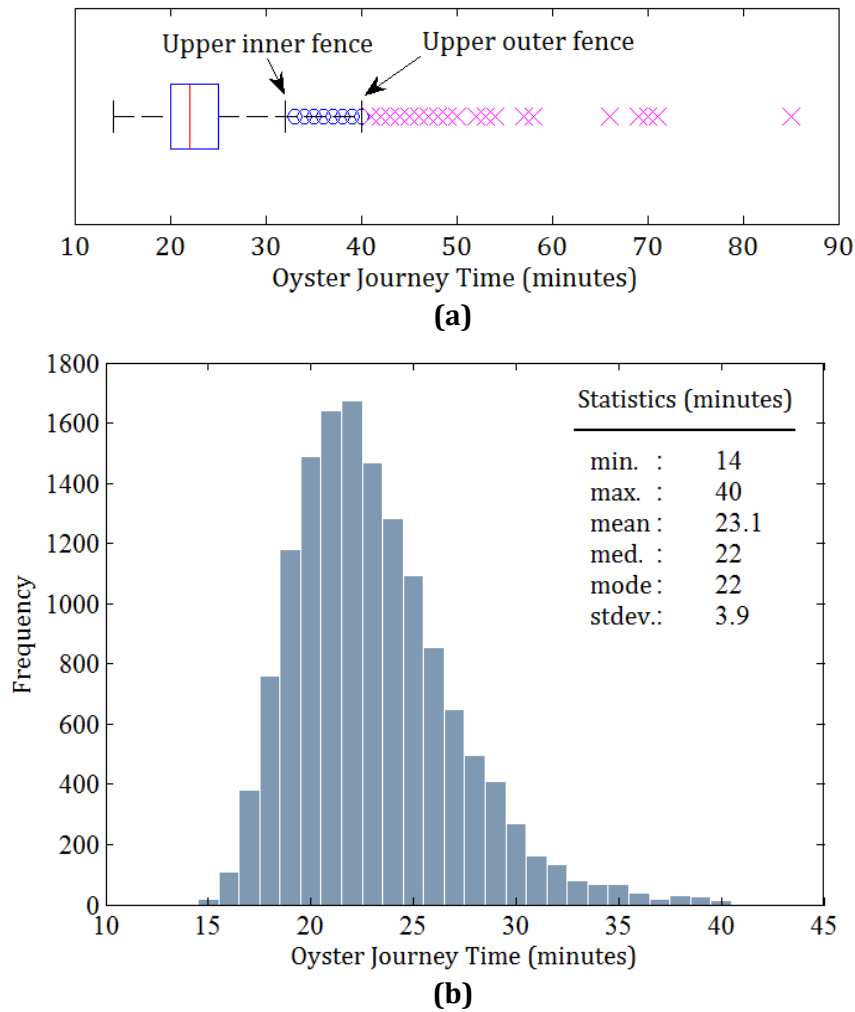 Upper inner fence
Upper outer fence
10 20 30 40 50 60 70 80 90
Oyster Journey Time (minutes)
(a)
1800
1600
1400
1200
1000
800
600
400
200
0
Frequency
Statistics (minutes)
min. : 14
max. : 40
mean : 23.1
med. : 22
mode : 22
stdev.: 3.9
10 15 20 25 30 35 40 45
Oyster Journey Time (minutes)
(b)